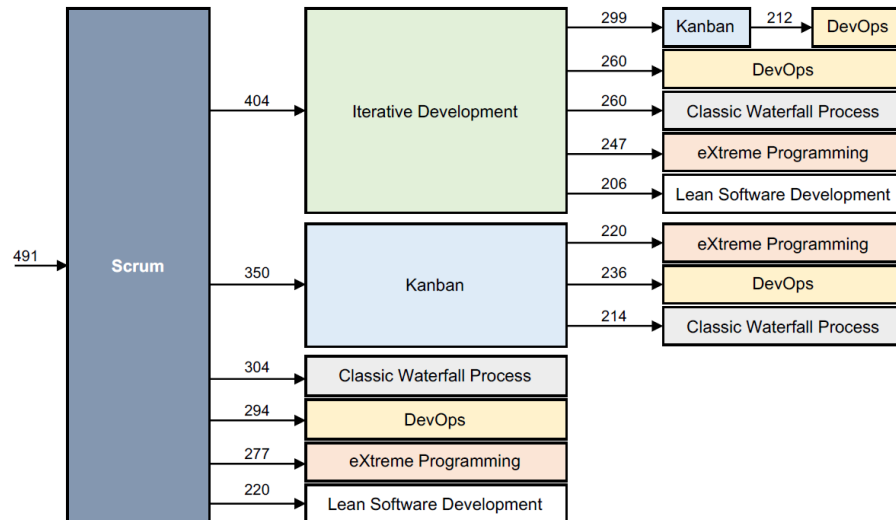 299
Kanban
212
DevOps
260
DevOps
404
Iterative Development
260
Classic Waterfall Process
247
eXtreme Programming
206
Lean Software Development
491
Scrum
220
eXtreme Programming
350
Kanban
236
DevOps
214
Classic Waterfall Process
304
Classic Waterfall Process
294
DevOps
277
eXtreme Programming
220
Lean Software Development